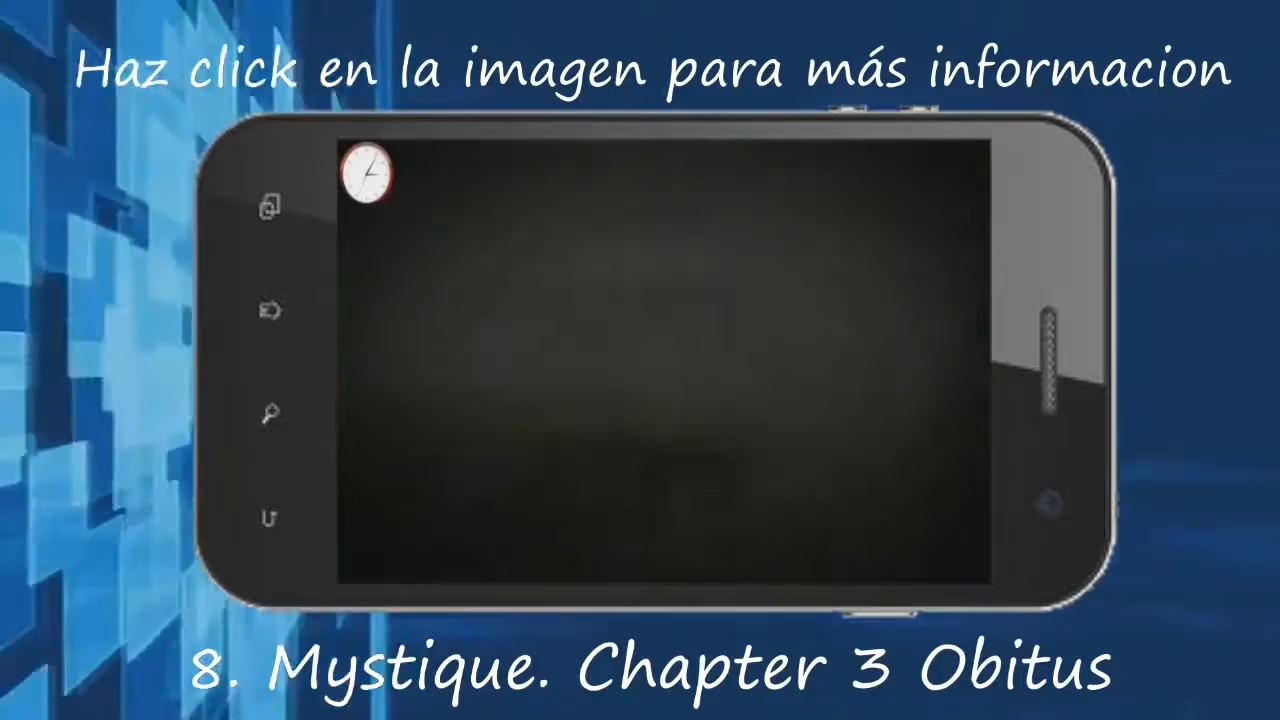 Haz click en la imagen para más informacion
8. Mystique. Chapter 3 Obitus